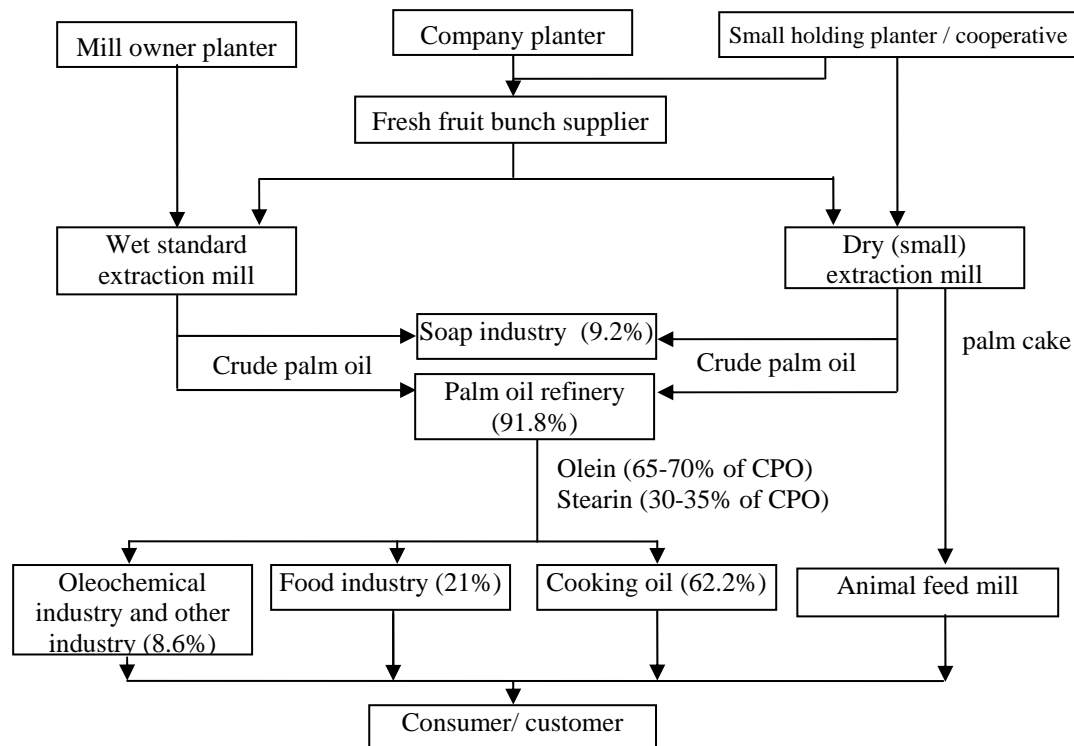 Mill owner planter
Company planter
Small holding planter / cooperative
Fresh fruit bunch supplier
Wet standard
extraction mill
Dry (small)
extraction mill
Soap industry (9.2%)
palm cake
Crude palm oil
Crude palm oil
Palm oil refinery
(91.8%)
Olein (65-70% of CPO)
Stearin (30-35% of CPO)
Oleochemical
industry and other
industry (8.6%)
Food industry (21%)
Cooking oil (62.2%)
Animal feed mill
Consumer/ customer